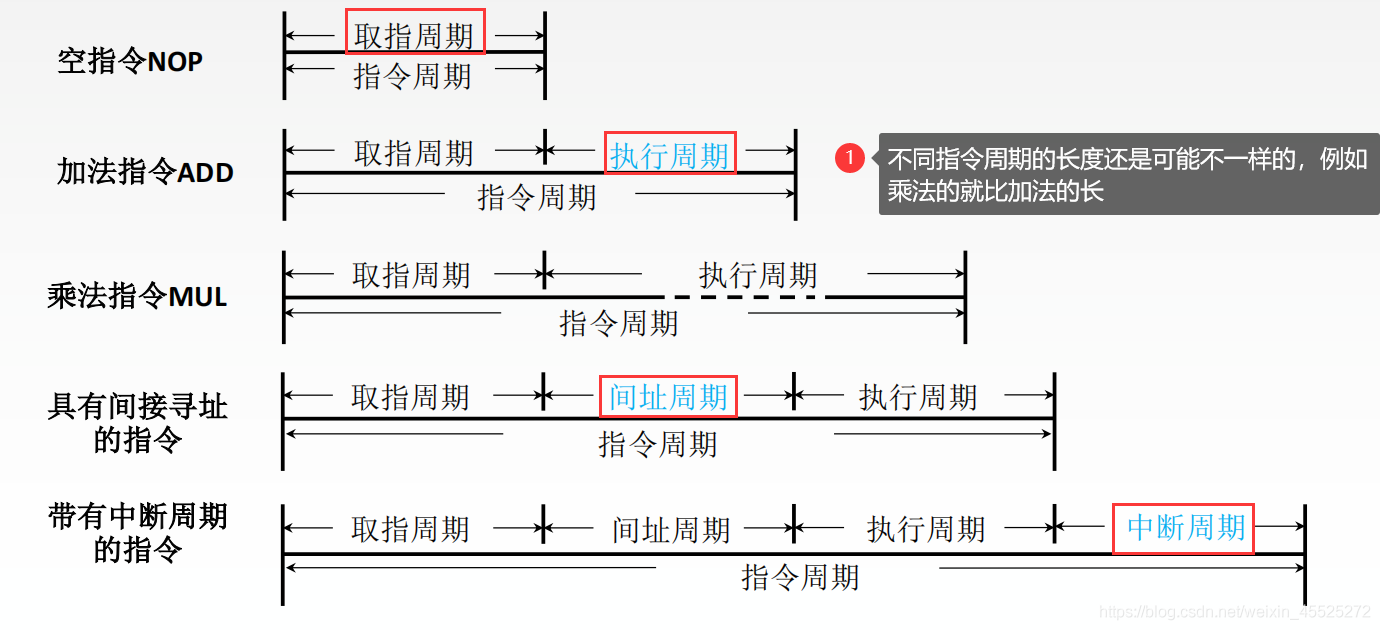 空指令NOP
取指周期
指令周期
加法指令ADD
取指周期
执行周期
指令周期
1
不同指令周期的长度还是可能不一样的，例如
乘法的就比加法的长
乘法指令MUL
取指周期
执行周期
指令周期
具有间接寻址
的指令
取指周期
间址周期
执行周期
指令周期
带有中断周期
的指令
取指周期
间址周期
执行周期
中断周期
指令周期
https://blog.csdn.net/weixin_45525272